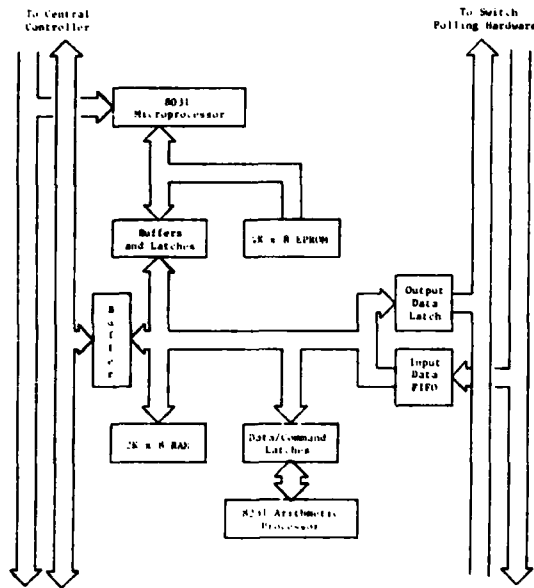 To Central
Controller
To Switch
Polling Hardware
8031
Microprocessor
Buffers
and Latches
x 8 EPROM
Output
Data
Latch
Buffer
Input
Data
FIFO
2K x 8 RAM
Data/Command
Latches
8231 Arithmetic
Processor